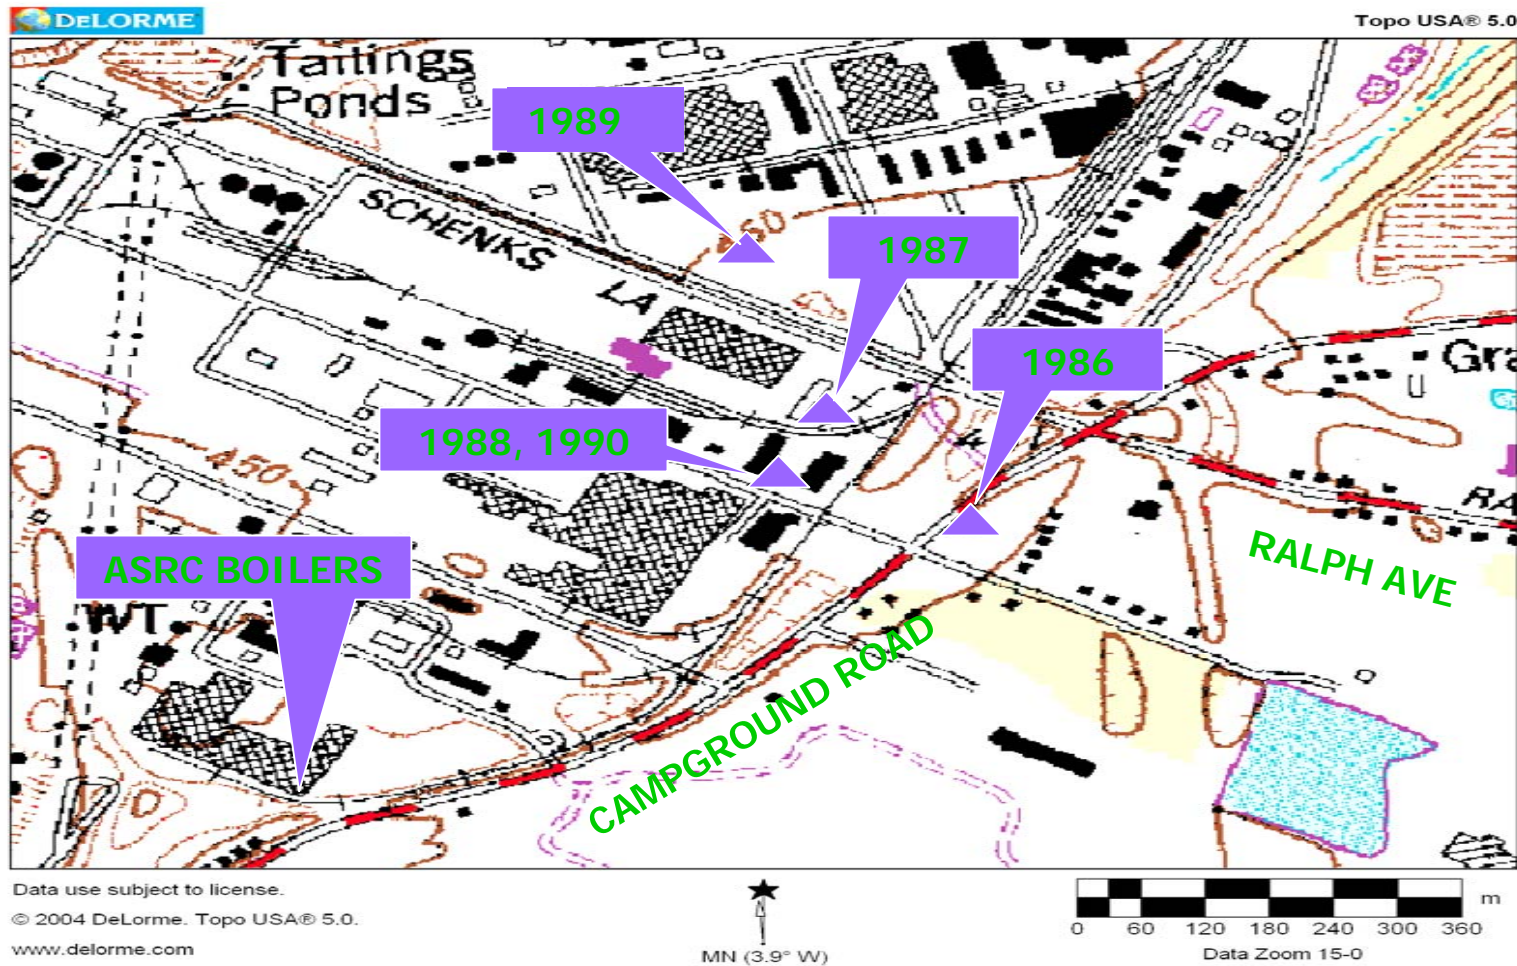 DELORME
Topo USA® 5.0
Tailings
Ponds
1989
SCHENKS
LA
450
1987
1986
Gra
1988, 1990
450
RA
RALPH AVE
ASRC BOILERS
WT
CAMPGROUND ROAD
Data use subject to license.
© 2004 DeLorme. Topo USA® 5.0.
www.delorme.com
MN (3.9° W)
0 60 120 180 240 300 360
m
Data Zoom 15-0